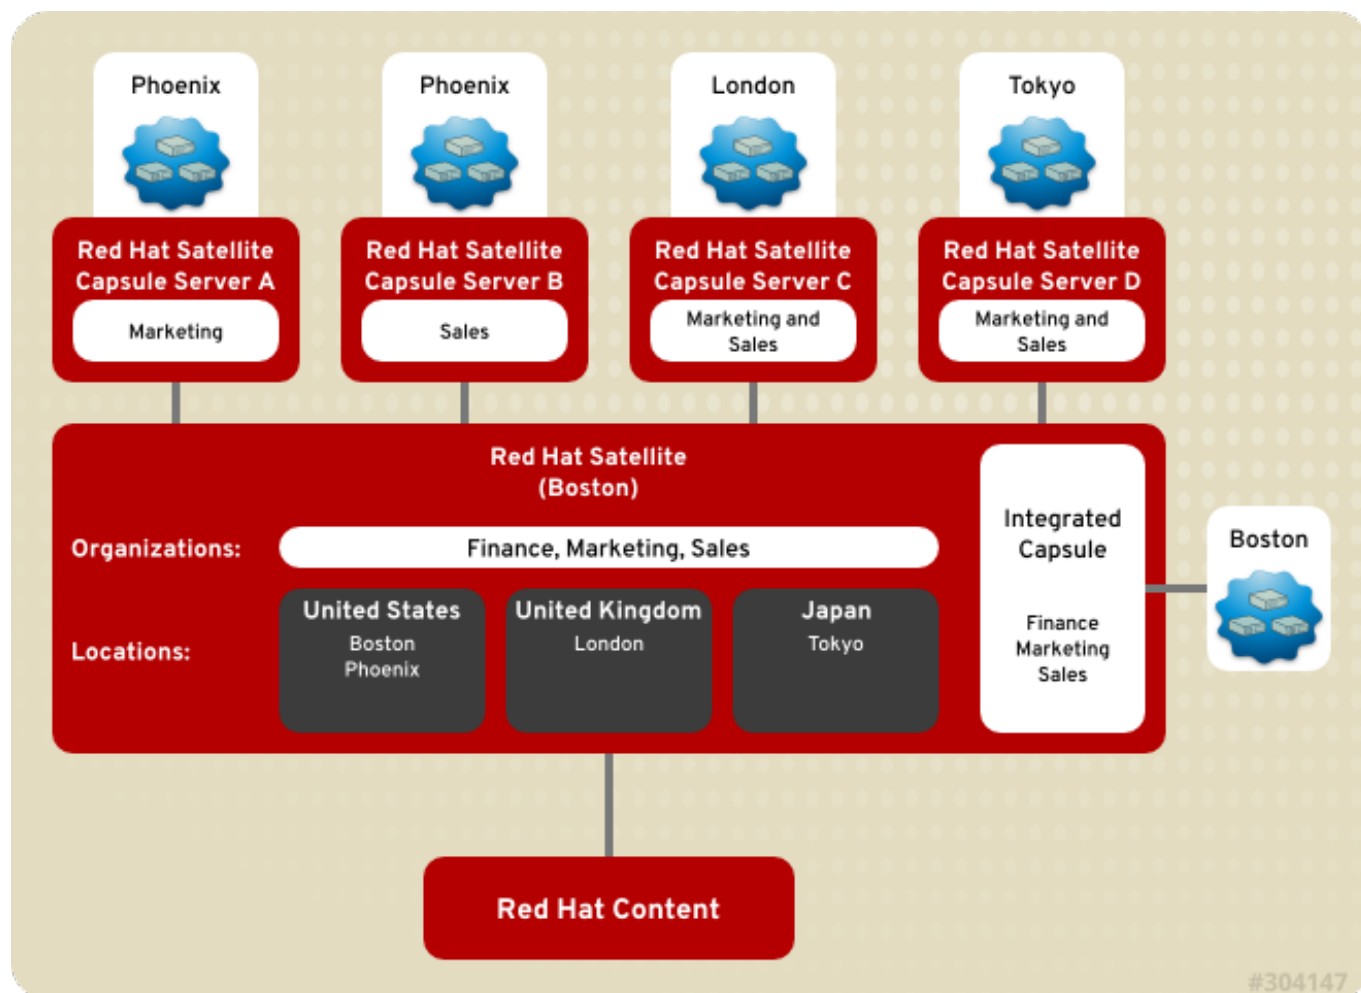 Phoenix
Phoenix
London
Tokyo
Red Hat Satellite
Capsule Server A
Marketing
Red Hat Satellite
Capsule Server B
Sales
Red Hat Satellite
Capsule Server C
Marketing and
Sales
Red Hat Satellite
Capsule Server D
Marketing and
Sales
Red Hat Satellite
(Boston)
Organizations:
Finance, Marketing, Sales
Locations:
United States
Boston
Phoenix
United Kingdom
London
Japan
Tokyo
Integrated
Capsule
Finance
Marketing
Sales
Boston
Red Hat Content
#304147